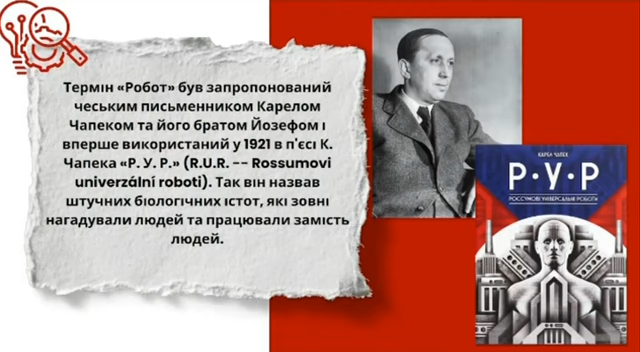 Термін «Робот» був запропонований
чеським письменником Карелом
Чапеком та його братом Йозефом і
вперше використаний у 1921 в п'єсі К.
Чапека «Р. У. Р.» (R.U.R. -- Rossumovi
univerzální roboti). Так він назвав
штучних біологічних істот, які зовні
нагадували людей та працювали замість
людей.
КАРЕЛ ЧАПЕК
Р·У·Р
РОССУМОВІ УНІВЕРСАЛЬНІ РОБОТИ